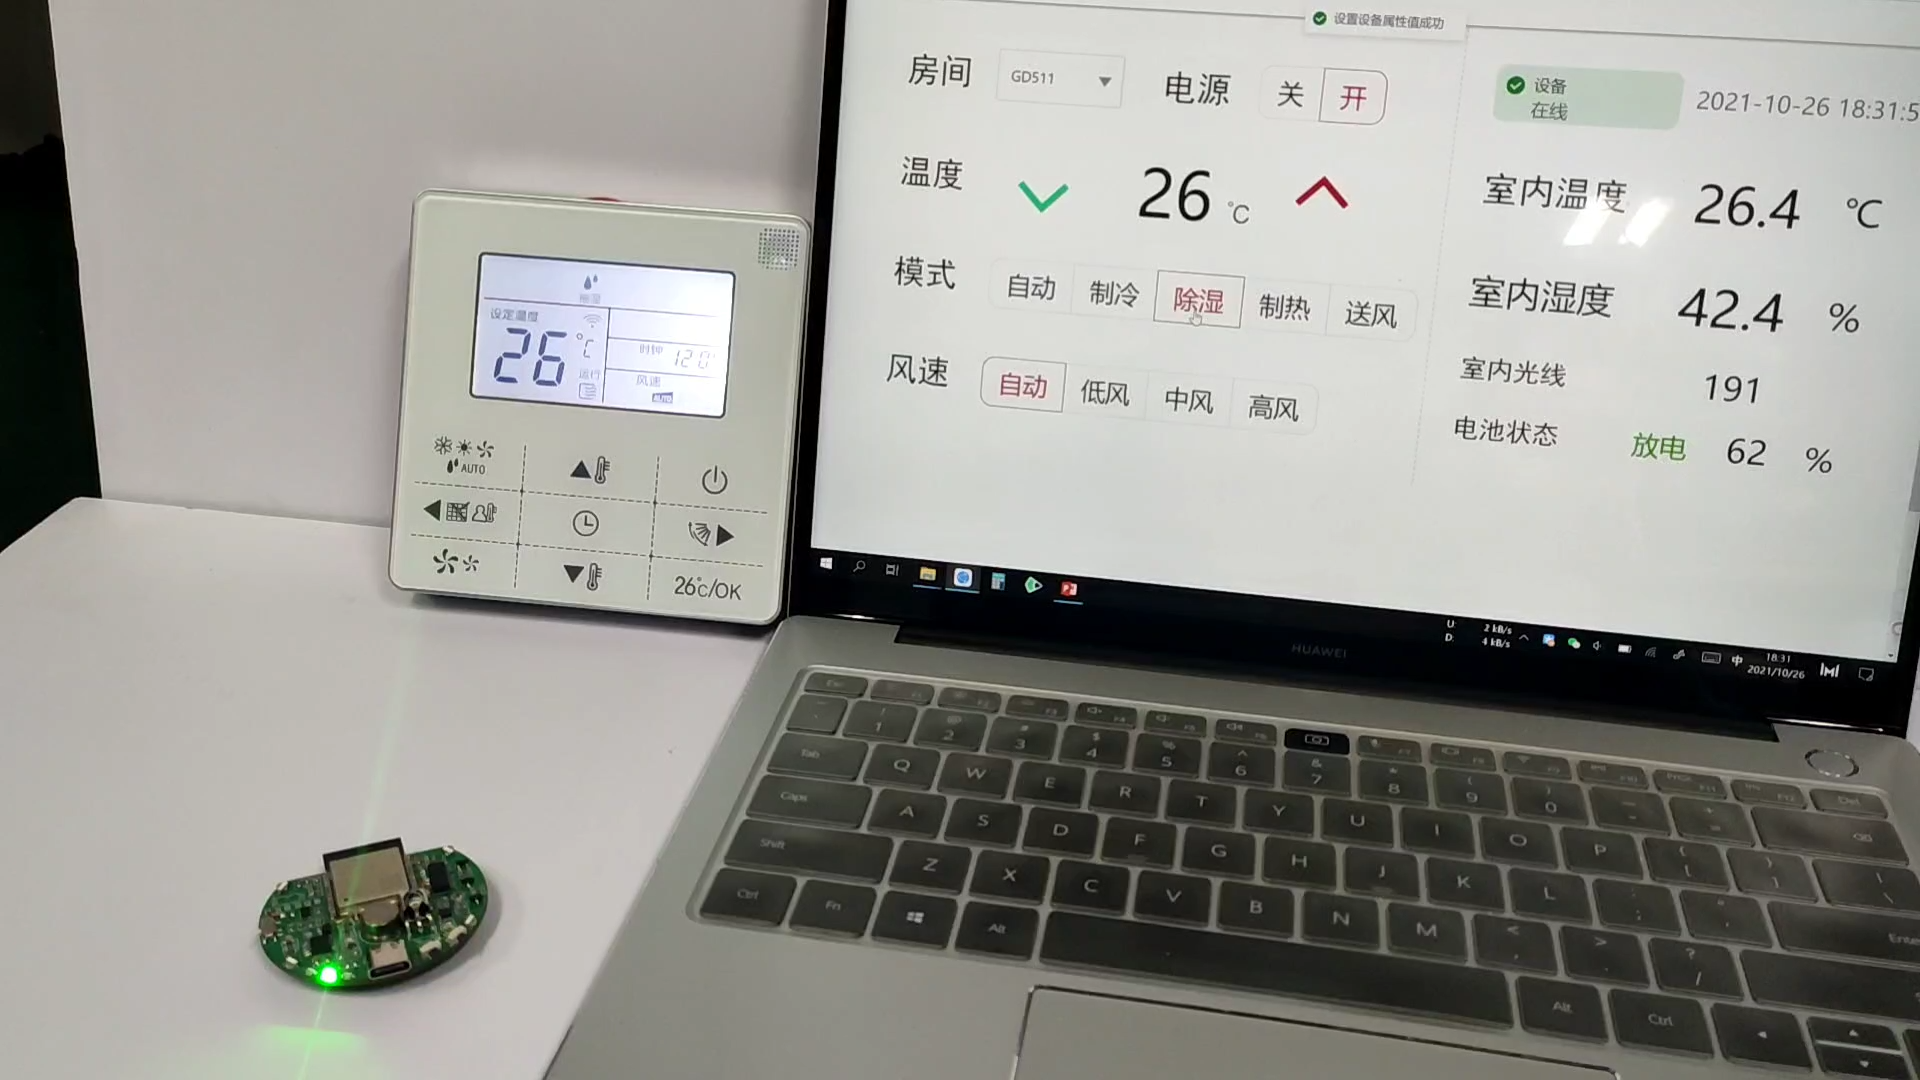 设置设备属性值成功
房间 GD511 电源 关 开
设备
在线
2021-10-26 18:31:5
温度 26 ℃
室内温度 26.4 ℃
模式 自动 制冷 除湿 制热 送风
室内湿度 42.4 %
风速 自动 低风 中风 高风
室内光线 191
电池状态 放电 62 %
设定温度
26 ℃
运行
时钟
风速
AUTO
AUTO
26℃/OK
U: 2 kB/s
D: 4 kB/s
中
18:31
2021/10/26
HUAWEI
1 2 3 4 5 6 7 8 9 0
Tab Q W E R T Y U I O P
Caps A S D F G H J K L Enter
Shift Z X C V B N M < > ?
/
Ctrl Fn Alt Alt Ctrl